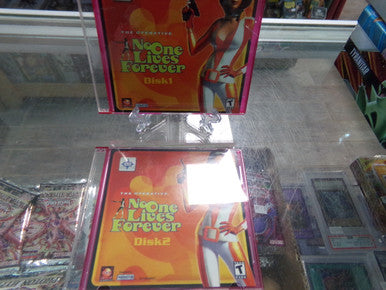 THE OPERATIVE
No One
Lives
Forever
Disk1
T
THE OPERATIVE
No One
Lives
Forever
Disk2
T